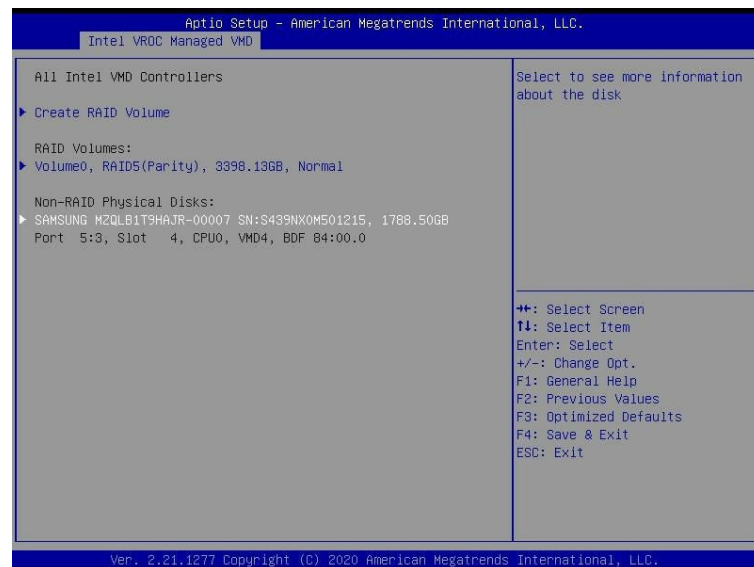 Aptio Setup – American Megatrends International, LLC.
Intel VROC Managed VMD
All Intel VMD Controllers
Create RAID Volume
RAID Volumes:
Volume0, RAID5(Parity), 3398.13GB, Normal
Non-RAID Physical Disks:
SAMSUNG MZQLB1T9HAJR-00007 SN:S439NX0M501215, 1788.50GB
Port 5:3, Slot 4, CPU0, VMD4, BDF 84:00.0
Select to see more information
about the disk
→←: Select Screen
↑↓: Select Item
Enter: Select
+/-: Change Opt.
F1: General Help
F2: Previous Values
F3: Optimized Defaults
F4: Save & Exit
ESC: Exit
Ver. 2.21.1277 Copyright (C) 2020 American Megatrends International, LLC.